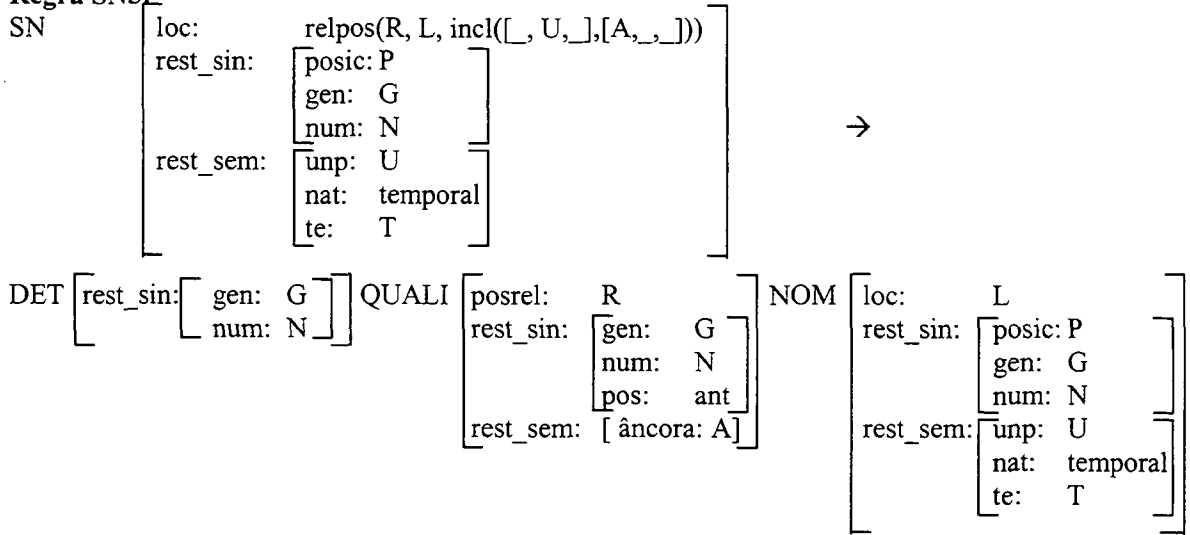 Regra
SN loc: relpos(R, L, incl([_, U,_],[A,_,_]))
rest_sin: posic: P
gen: G
num: N
→
rest_sem: unp: U
nat: temporal
te: T
DET rest_sin: gen: G QUALI posrel: R NOM loc: L
num: N rest_sin: gen: G rest_sin: posic: P
num: N gen: G
pos: ant num: N
rest_sem: [ âncora: A] rest_sem: unp: U
nat: temporal
te: T